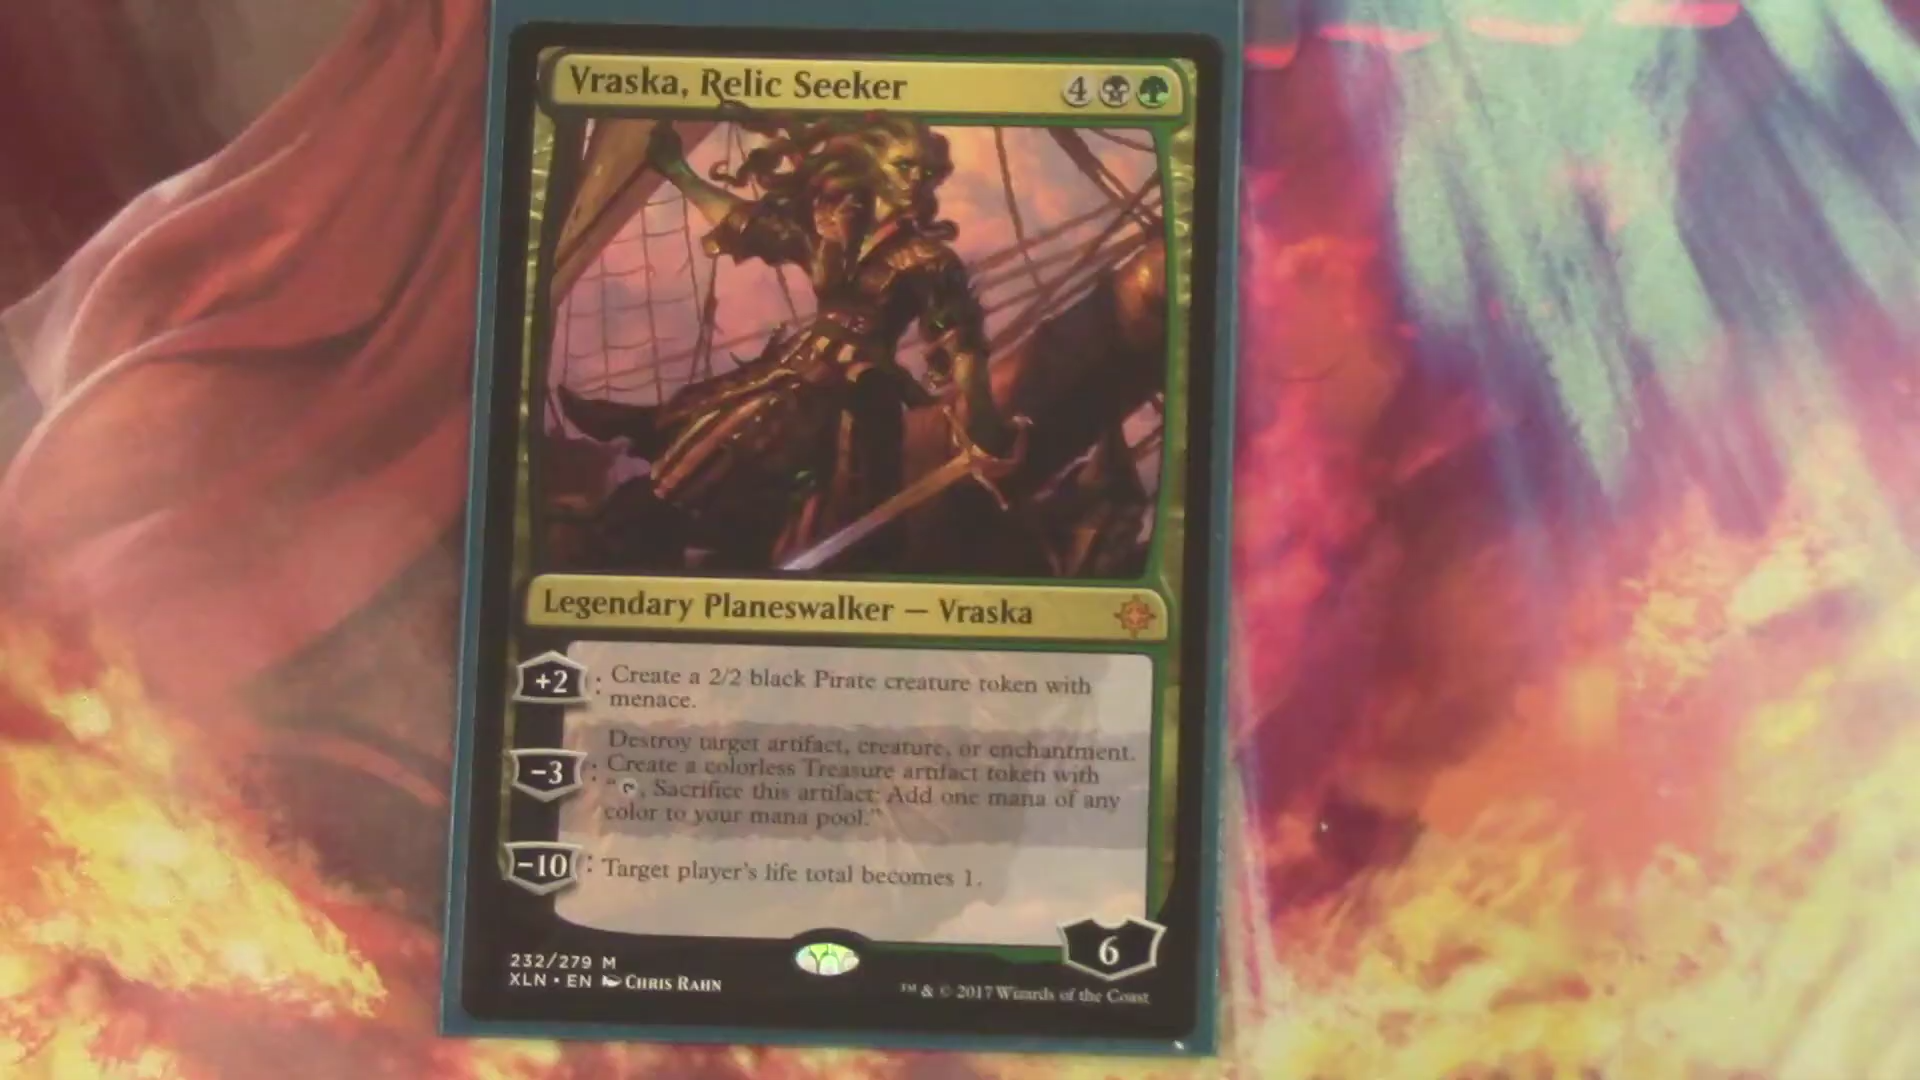 Vraska, Relic Seeker 4
Legendary Planeswalker — Vraska
+2 : Create a 2/2 black Pirate creature token with
menace.
Destroy target artifact, creature, or enchantment.
-3 : Create a colorless Treasure artifact token with
", Sacrifice this artifact: Add one mana of any
color to your mana pool."
-10 : Target player's life total becomes 1.
6
232/279 M
XLN • EN Chris Rahn
™ & © 2017 Wizards of the Coast